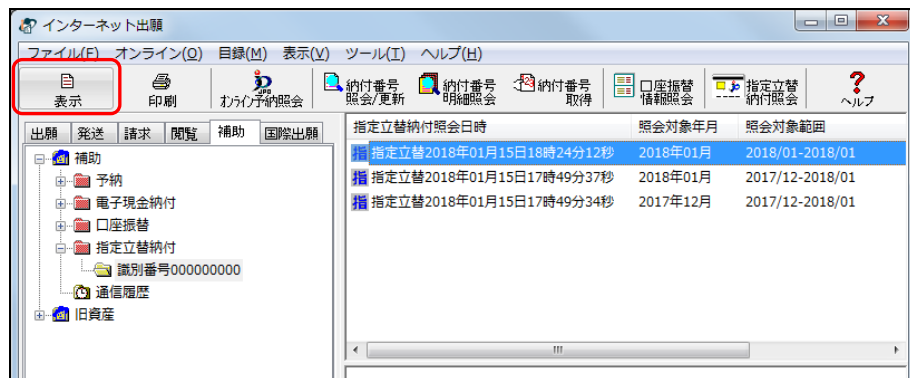 インターネット出願
ファイル(F) オンライン(O) 目録(M) 表示(V) ツール(T) ヘルプ(H)
表示 印刷 オンライン予納照会 納付番号照会/更新 納付番号明細照会 納付番号取得 口座振替情報照会 指定立替納付照会 ヘルプ
出願 発送 請求 閲覧 補助 国際出願
補助
予納
電子現金納付
口座振替
指定立替納付
識別番号000000000
通信履歴
旧資産
指定立替納付照会日時 照会対象年月 照会対象範囲
指 指定立替2018年01月15日18時24分12秒 2018年01月 2018/01-2018/01
指 指定立替2018年01月15日17時49分37秒 2018年01月 2017/12-2018/01
指 指定立替2018年01月15日17時49分34秒 2017年12月 2017/12-2018/01